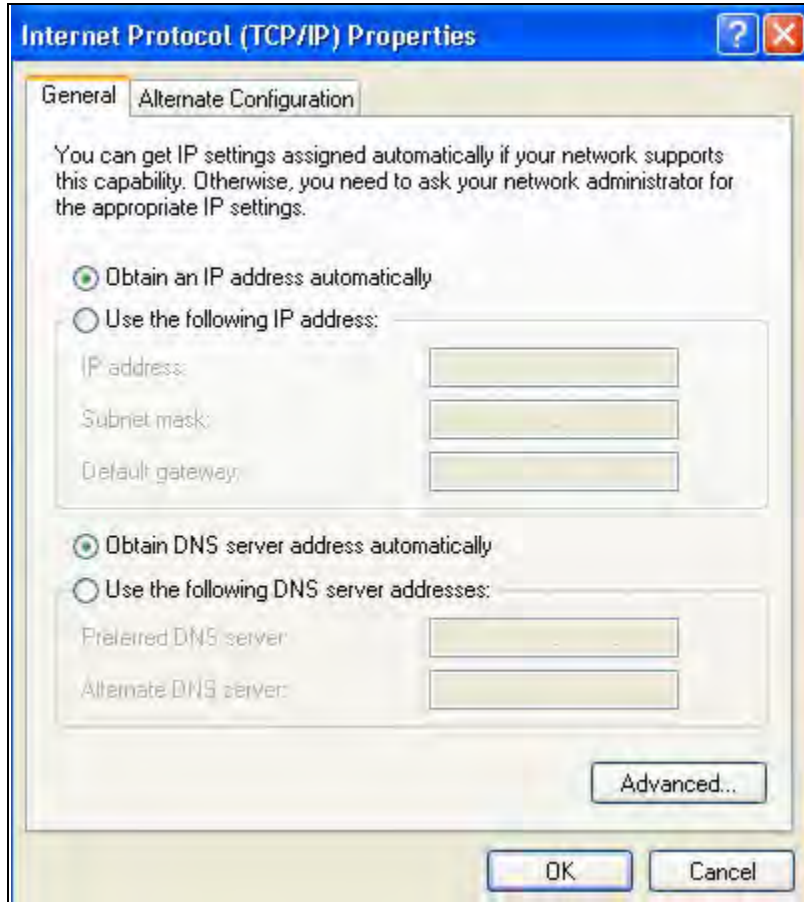 Internet Protocol (TCP/IP) Properties
General
Alternate Configuration
You can get IP settings assigned automatically if your network supports
this capability. Otherwise, you need to ask your network administrator for
the appropriate IP settings.
Obtain an IP address automatically
Use the following IP address:
IP address:
Subnet mask:
Default gateway:
Obtain DNS server address automatically
Use the following DNS server addresses:
Preferred DNS server:
Alternate DNS server:
Advanced...
OK
Cancel